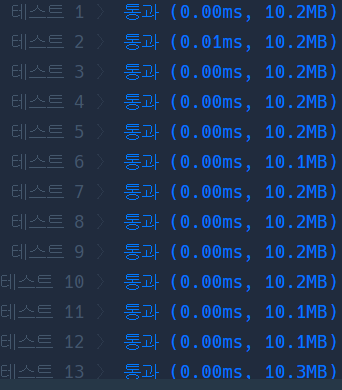 테스트 1 〉 통과 (0.00ms, 10.2MB)
테스트 2 〉 통과 (0.01ms, 10.2MB)
테스트 3 〉 통과 (0.00ms, 10.2MB)
테스트 4 〉 통과 (0.00ms, 10.2MB)
테스트 5 〉 통과 (0.00ms, 10.2MB)
테스트 6 〉 통과 (0.00ms, 10.1MB)
테스트 7 〉 통과 (0.00ms, 10.2MB)
테스트 8 〉 통과 (0.00ms, 10.2MB)
테스트 9 〉 통과 (0.00ms, 10.2MB)
테스트 10 〉 통과 (0.00ms, 10.2MB)
테스트 11 〉 통과 (0.00ms, 10.1MB)
테스트 12 〉 통과 (0.00ms, 10.1MB)
테스트 13 〉 통과 (0.00ms, 10.3MB)